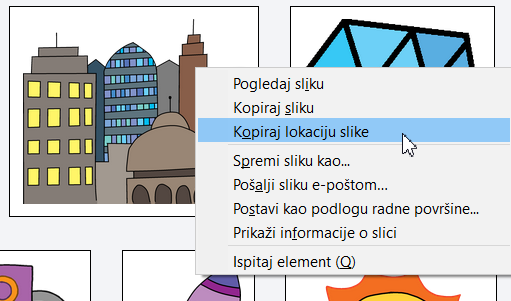 Pogledaj sliku
Kopiraj sliku
Kopiraj lokaciju slike
Spremi sliku kao...
Pošalji sliku e-poštom...
Postavi kao podlogu radne površine...
Prikaži informacije o slici
Ispitaj element (Q)